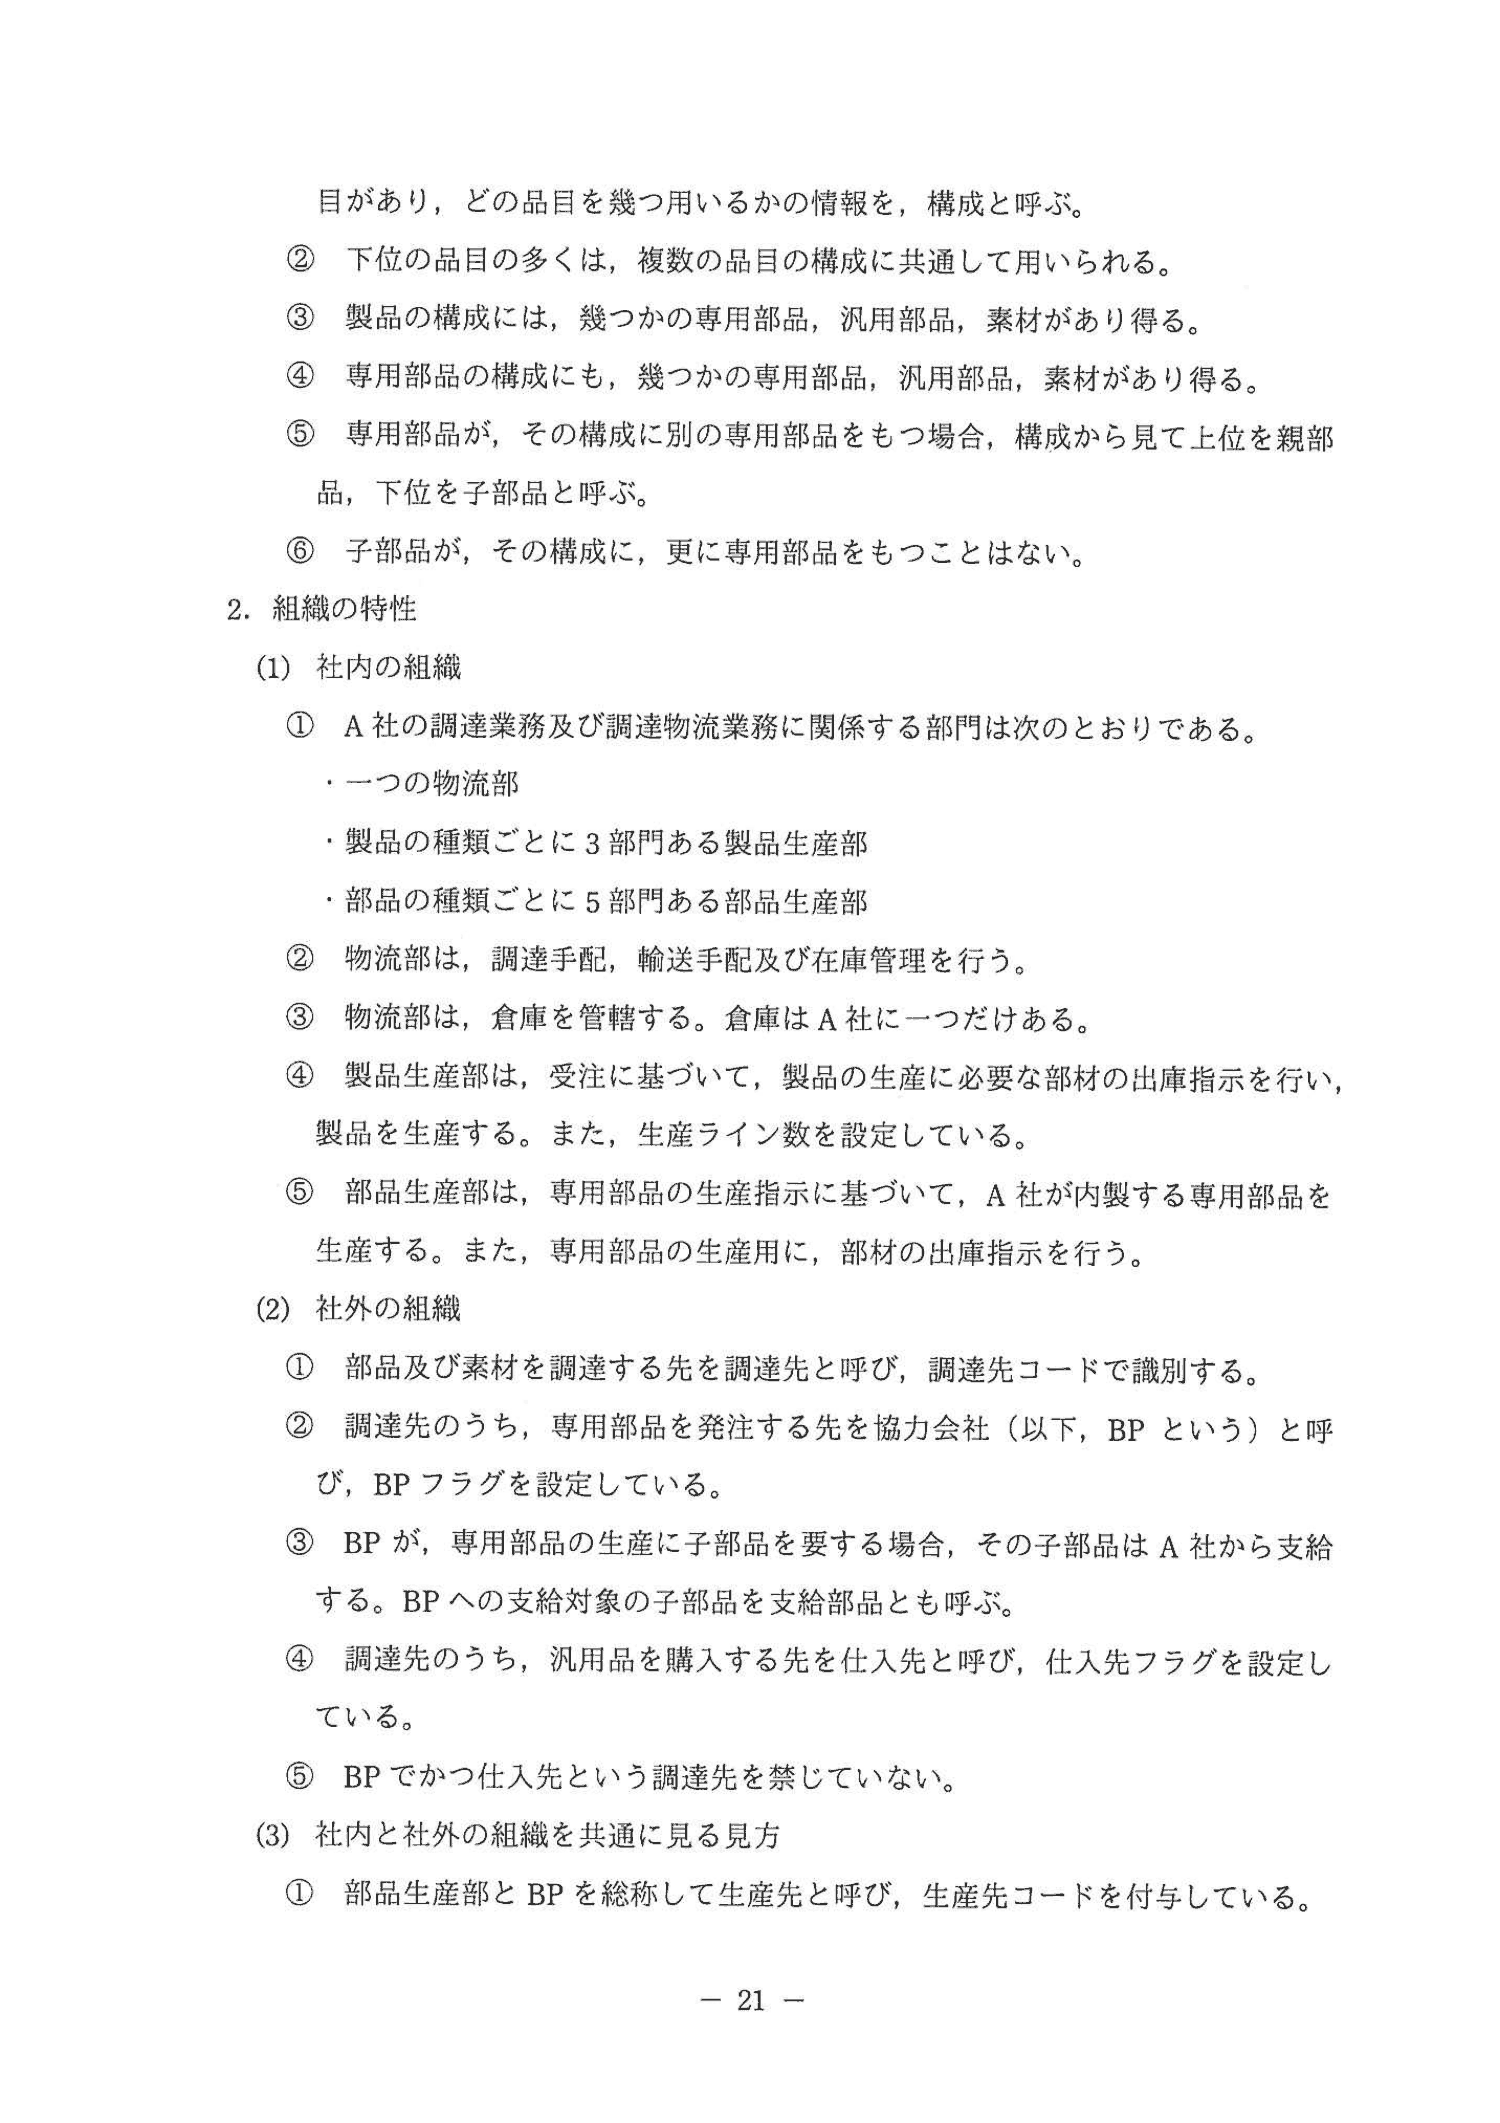 目があり，どの品目を幾つ用いるかの情報を，構成と呼ぶ。
②　下位の品目の多くは，複数の品目の構成に共通して用いられる。
③　製品の構成には，幾つかの専用部品，汎用部品，素材があり得る。
④　専用部品の構成にも，幾つかの専用部品，汎用部品，素材があり得る。
⑤　専用部品が，その構成に別の専用部品をもつ場合，構成から見て上位を親部
品，下位を子部品と呼ぶ。
⑥　子部品が，その構成に，更に専用部品をもつことはない。
2．組織の特性
(1)　社内の組織
①　A 社の調達業務及び調達物流業務に関係する部門は次のとおりである。
・一つの物流部
・製品の種類ごとに 3 部門ある製品生産部
・部品の種類ごとに 5 部門ある部品生産部
②　物流部は，調達手配，輸送手配及び在庫管理を行う。
③　物流部は，倉庫を管轄する。倉庫は A 社に一つだけある。
④　製品生産部は，受注に基づいて，製品の生産に必要な部材の出庫指示を行い，
製品を生産する。また，生産ライン数を設定している。
⑤　部品生産部は，専用部品の生産指示に基づいて，A 社が内製する専用部品を
生産する。また，専用部品の生産用に，部材の出庫指示を行う。
(2)　社外の組織
①　部品及び素材を調達する先を調達先と呼び，調達先コードで識別する。
②　調達先のうち，専用部品を発注する先を協力会社（以下，BP という）と呼
び，BP フラグを設定している。
③　BP が，専用部品の生産に子部品を要する場合，その子部品は A 社から支給
する。BP への支給対象の子部品を支給部品とも呼ぶ。
④　調達先のうち，汎用品を購入する先を仕入先と呼び，仕入先フラグを設定し
ている。
⑤　BP でかつ仕入先という調達先を禁じていない。
(3)　社内と社外の組織を共通に見る見方
①　部品生産部と BP を総称して生産先と呼び，生産先コードを付与している。
－ 21 －